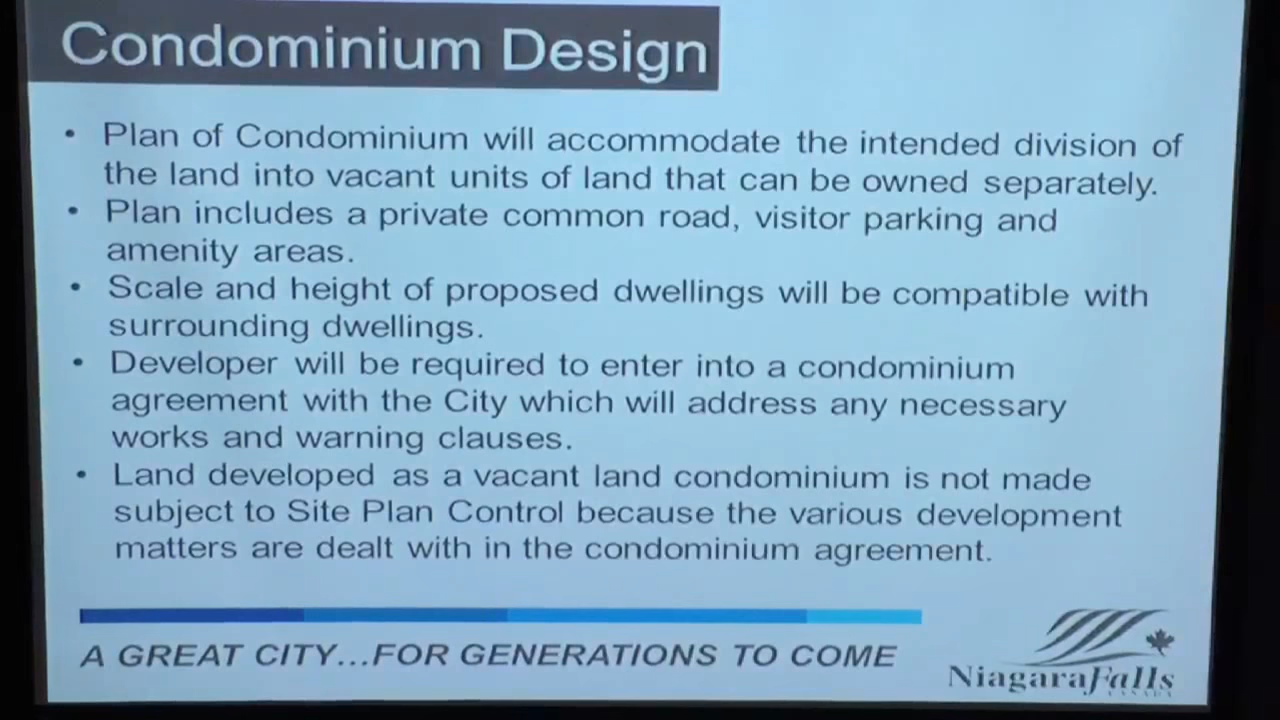 Condominium Design
• Plan of Condominium will accommodate the intended division of
the land into vacant units of land that can be owned separately.
• Plan includes a private common road, visitor parking and
amenity areas.
• Scale and height of proposed dwellings will be compatible with
surrounding dwellings.
• Developer will be required to enter into a condominium
agreement with the City which will address any necessary
works and warning clauses.
• Land developed as a vacant land condominium is not made
subject to Site Plan Control because the various development
matters are dealt with in the condominium agreement.
A GREAT CITY...FOR GENERATIONS TO COME
NiagaraFalls
CANADA